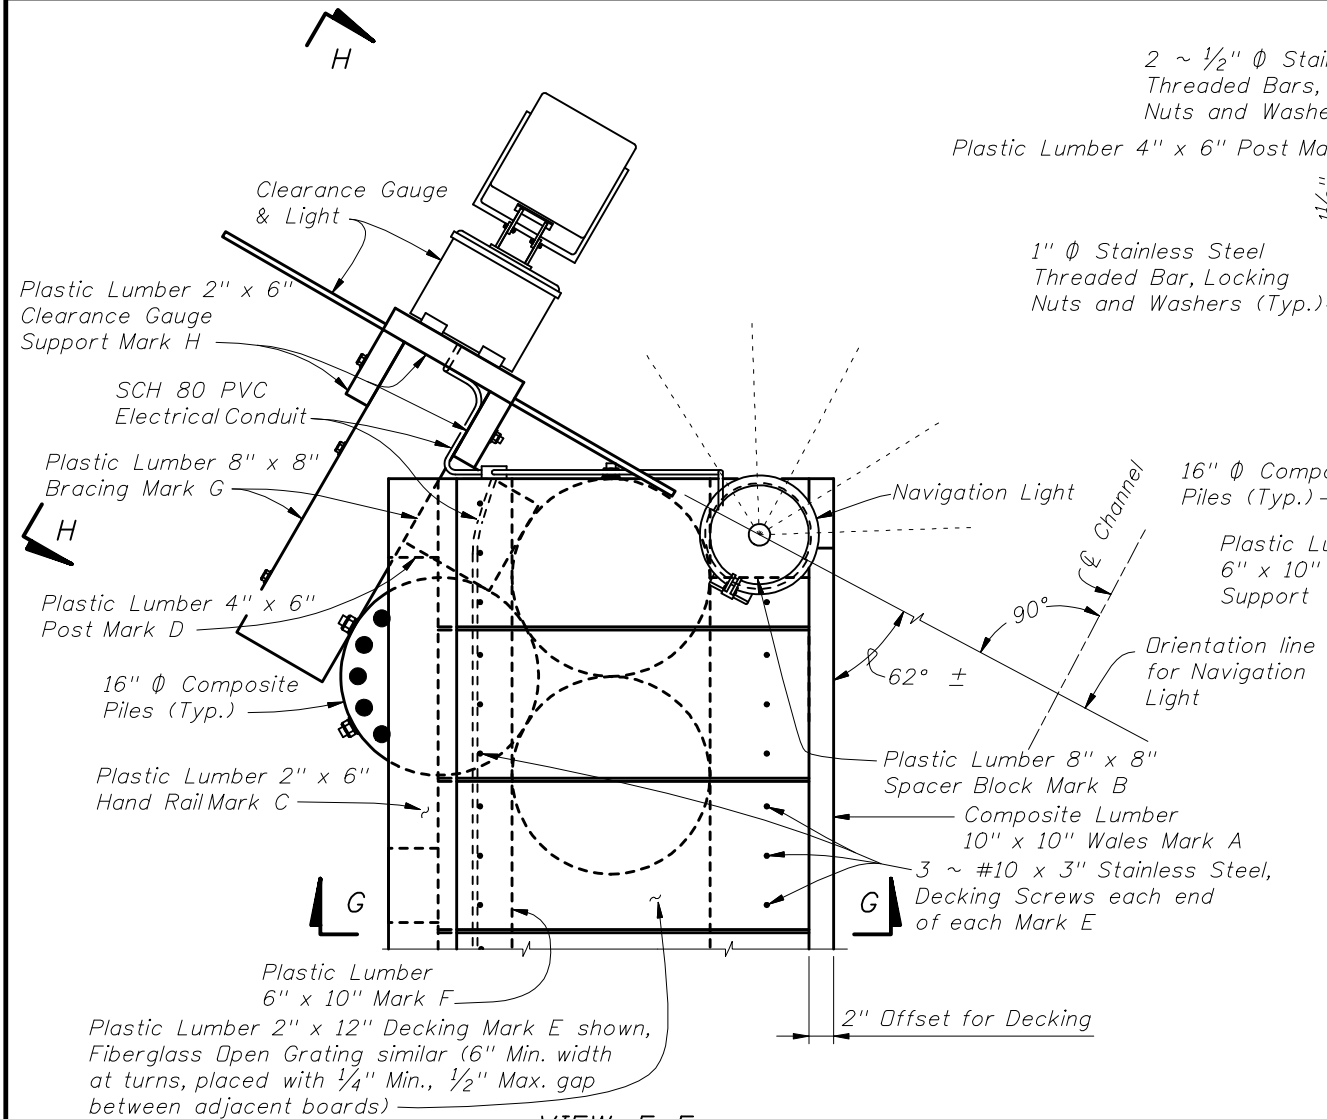 H
2 ~ 1/2" Φ
Threaded Bars,
Nuts and
Plastic Lumber 4" x 6" Post
Clearance Gauge
& Light
1" Φ Stainless Steel
Threaded Bar, Locking
Nuts and Washers (Typ.)
Plastic Lumber 2" x 6"
Clearance Gauge
Support Mark H
SCH 80 PVC
Electrical Conduit
Plastic Lumber 8" x 8"
Bracing Mark G
Navigation Light
16" Φ
Piles (Typ.)
℄ Channel
H
Plastic
6" x 10"
Support
Plastic Lumber 4" x 6"
Post Mark D
90°
Orientation line
for Navigation
Light
62° ±
16" Φ Composite
Piles (Typ.)
Plastic Lumber 8" x 8"
Spacer Block Mark B
Plastic Lumber 2" x 6"
Hand Rail Mark C
Composite Lumber
10" x 10" Wales Mark A
3 ~ #10 x 3" Stainless Steel,
Decking Screws each end
of each Mark E
G
G
Plastic Lumber
6" x 10" Mark F
2" Offset for Decking
Plastic Lumber 2" x 12" Decking Mark E shown,
Fiberglass Open Grating similar (6" Min. width
at turns, placed with 1/4" Min., 1/2" Max. gap
between adjacent boards)